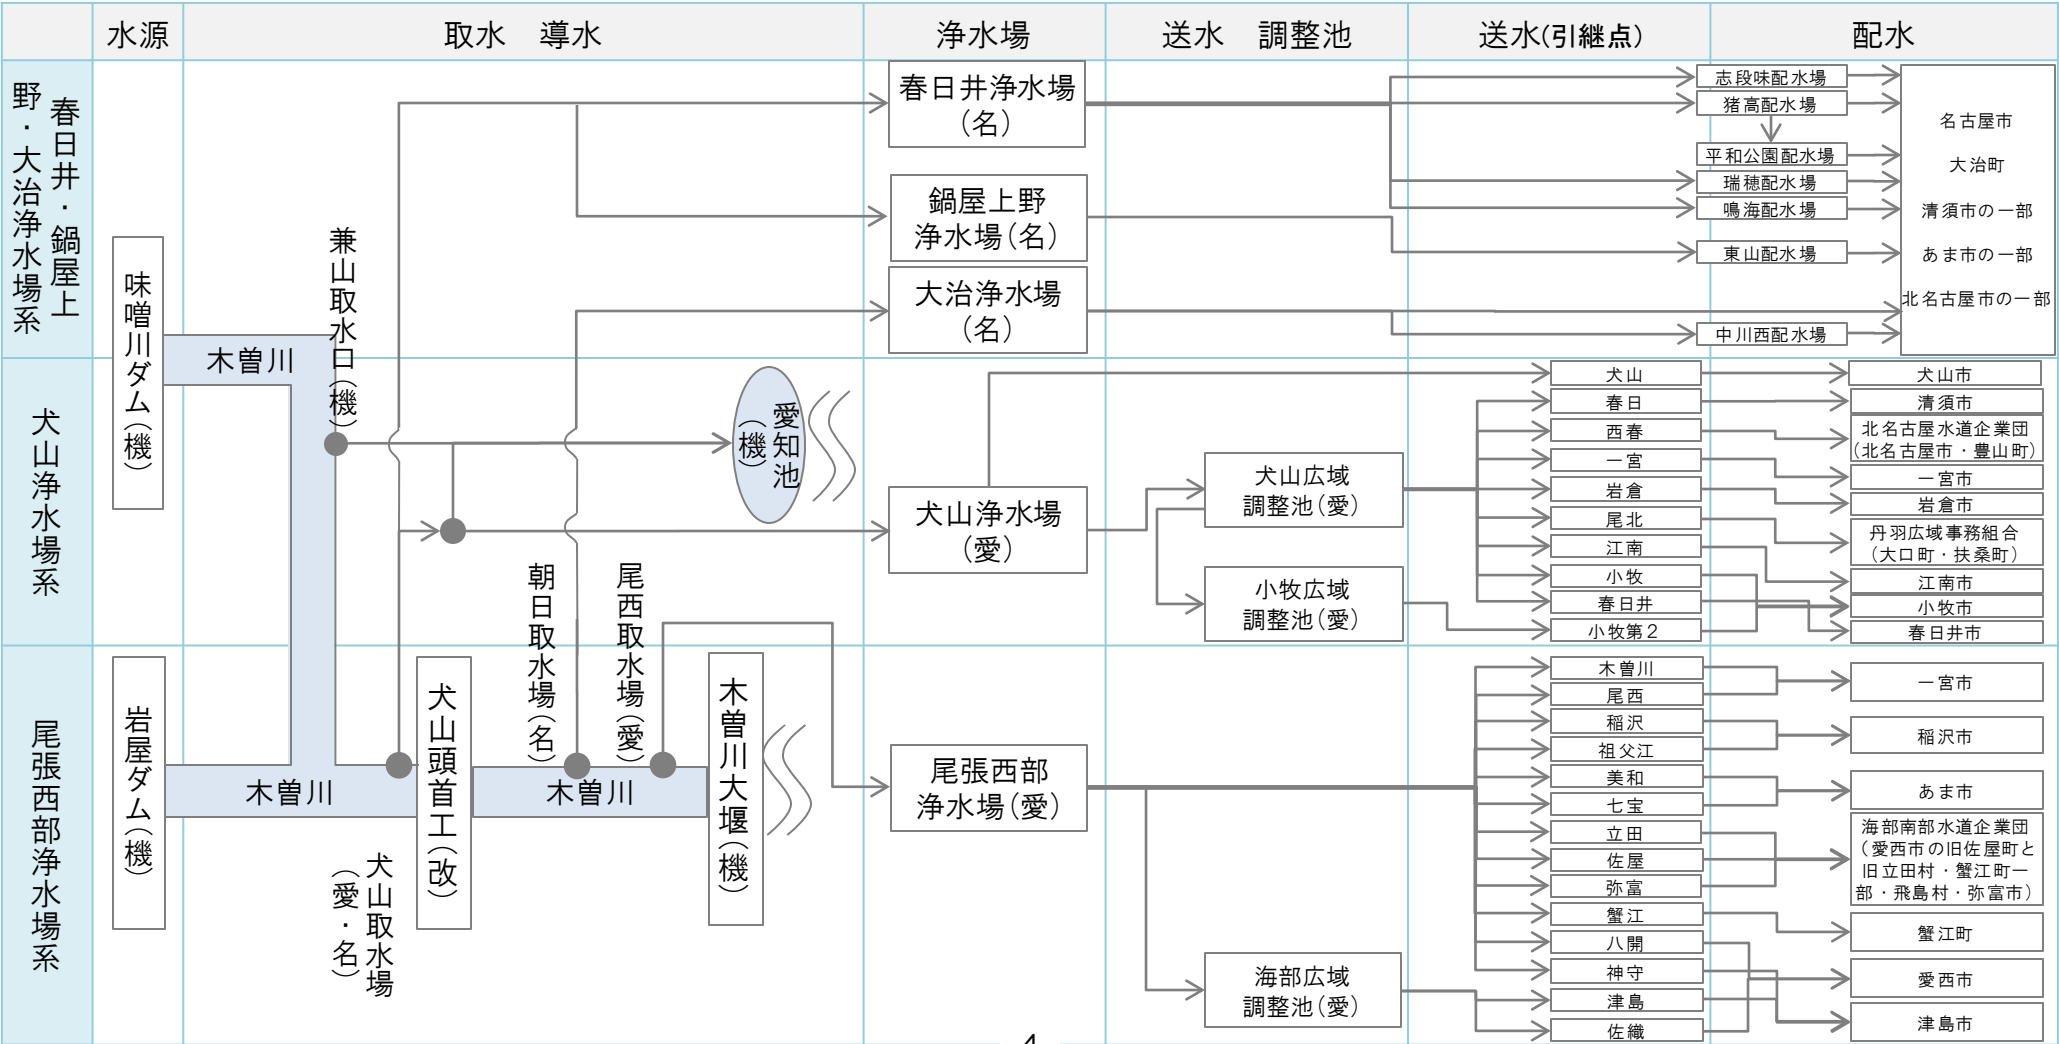 水源
取水　導水
浄水場
送水　調整池
送水(引継点)
配水
春日井・鍋屋上
野・大治浄水場系
犬山浄水場系
尾張西部浄水場系
味噌川ダム(機)
岩屋ダム(機)
木曽川
兼山取水口(機)
愛知池
(機)
木曽川
木曽川
犬山頭首工(改)
朝日取水場(名)
尾西取水場(愛)
木曽川大堰(機)
犬山取水場
(愛・名)
春日井浄水場
(名)
鍋屋上野
浄水場(名)
大治浄水場
(名)
犬山浄水場
(愛)
尾張西部
浄水場(愛)
犬山広域
調整池(愛)
小牧広域
調整池(愛)
海部広域
調整池(愛)
志段味配水場
猪高配水場
平和公園配水場
瑞穂配水場
鳴海配水場
東山配水場
中川西配水場
名古屋市
大治町
清須市の一部
あま市の一部
北名古屋市の一部
犬山
春日
西春
一宮
岩倉
尾北
江南
小牧
春日井
小牧第２
犬山市
清須市
北名古屋水道企業団
(北名古屋市・豊山町)
一宮市
岩倉市
丹羽広域事務組合
(大口町・扶桑町)
江南市
小牧市
春日井市
木曽川
尾西
稲沢
祖父江
美和
七宝
立田
佐屋
弥富
蟹江
八開
神守
津島
佐織
一宮市
稲沢市
あま市
海部南部水道企業団
(愛西市の旧佐屋町と
旧立田村・蟹江町一
部・飛島村・弥富市)
蟹江町
愛西市
津島市
4